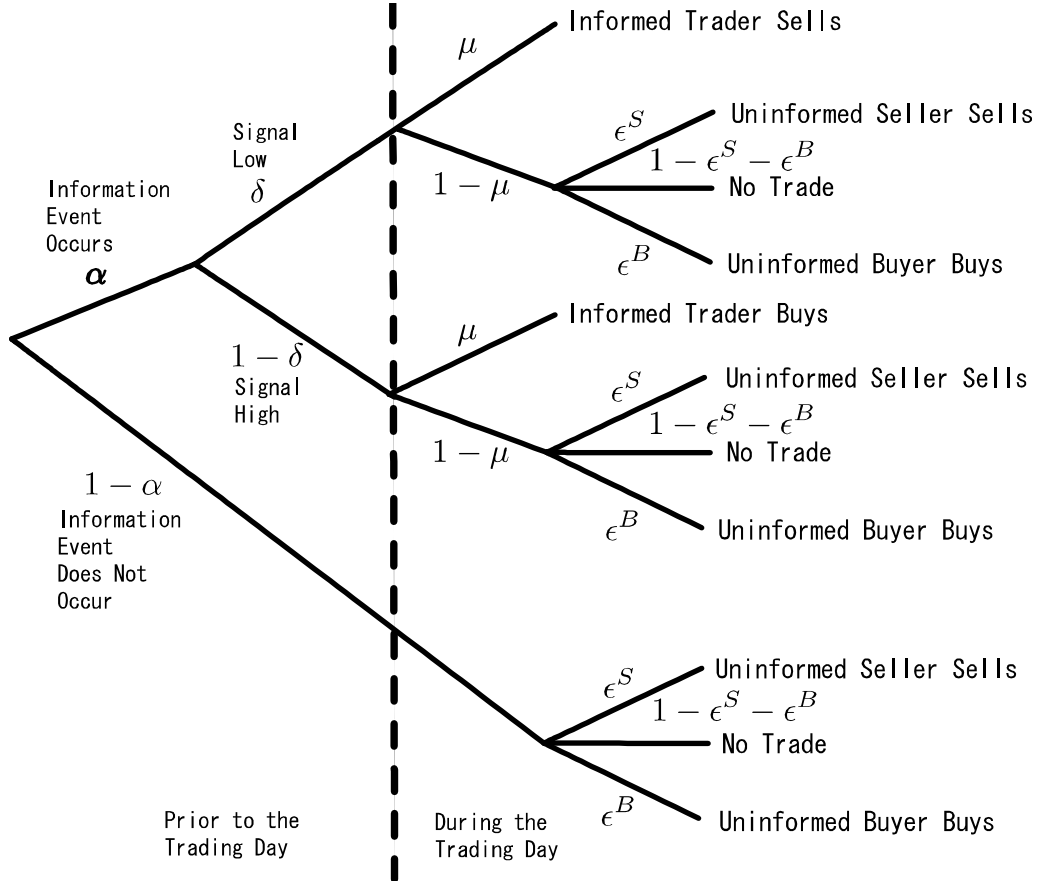 Informed Trader Sells
μ
Signal
Low
δ
ϵ^S
Uninformed Seller Sells
1 − ϵ^S − ϵ^B
No Trade
1 − μ
Information
Event
Occurs
α
ϵ^B
Uninformed Buyer Buys
Informed Trader Buys
μ
1 − δ
Signal
High
ϵ^S
Uninformed Seller Sells
1 − ϵ^S − ϵ^B
No Trade
1 − μ
ϵ^B
Uninformed Buyer Buys
1 − α
Information
Event
Does Not
Occur
ϵ^S
Uninformed Seller Sells
1 − ϵ^S − ϵ^B
No Trade
ϵ^B
Uninformed Buyer Buys
Prior to the
Trading Day
During the
Trading Day